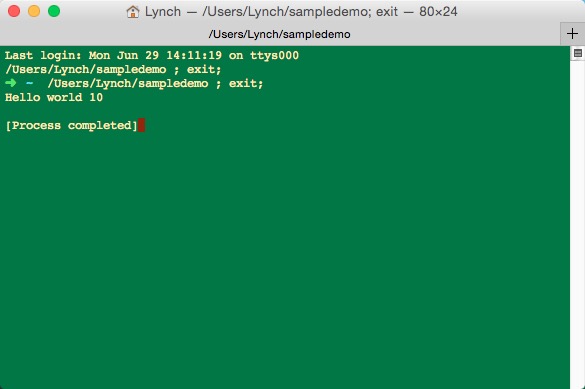 Lynch — /Users/Lynch/sampledemo; exit — 80×24
/Users/Lynch/sampledemo
+
Last login: Mon Jun 29 14:11:19 on ttys000
/Users/Lynch/sampledemo ; exit;
➜ ~ /Users/Lynch/sampledemo ; exit;
Hello world 10
[Process completed]